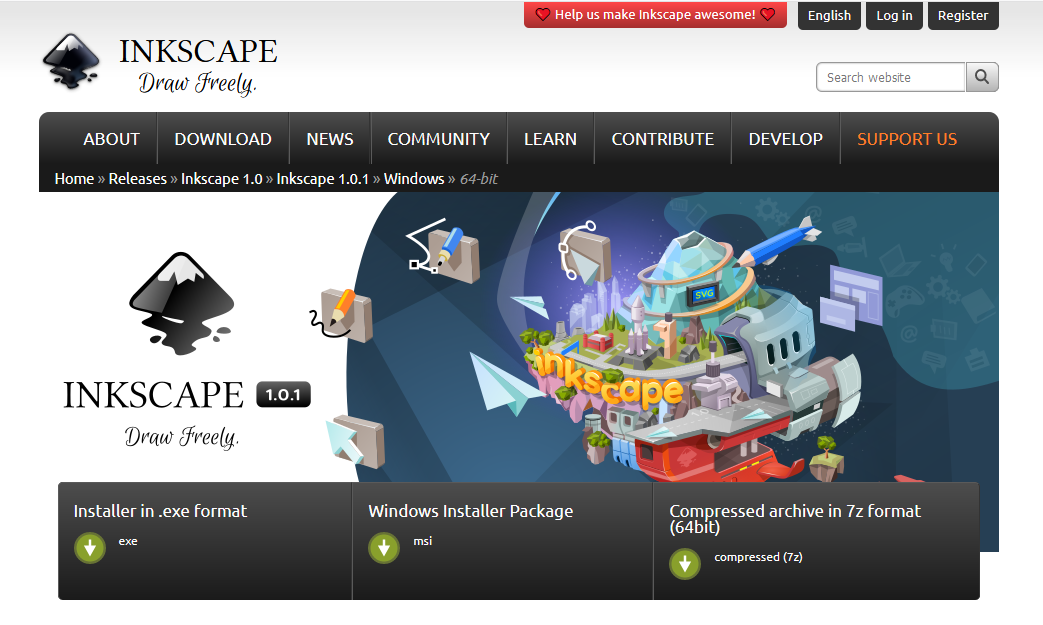 Help us make Inkscape awesome!
English
Log in
Register
INKSCAPE
Draw Freely.
Search website
ABOUT
DOWNLOAD
NEWS
COMMUNITY
LEARN
CONTRIBUTE
DEVELOP
SUPPORT US
Home » Releases » Inkscape 1.0 » Inkscape 1.0.1 » Windows » 64-bit
SVG
inkscape
INKSCAPE 1.0.1
Draw Freely.
Installer in .exe format
exe
Windows Installer Package
msi
Compressed archive in 7z format
(64bit)
compressed (7z)